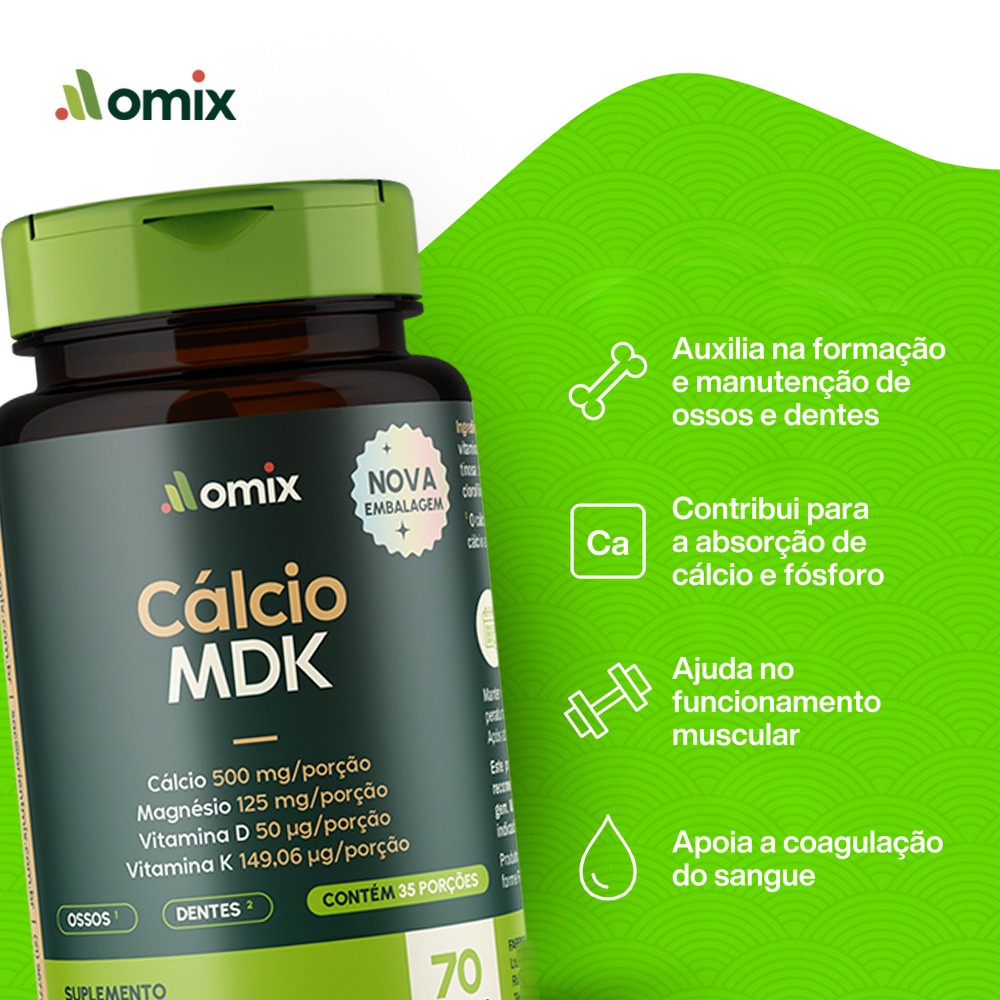 omix
Auxilia na formação
e manutenção de
ossos e dentes
Contribui para
a absorção de
cálcio e fósforo
Ca
Ajuda no
funcionamento
muscular
Apoia a coagulação
do sangue
omix
NOVA
EMBALAGEM
Cálcio
MDK
Cálcio 500 mg/porção
Magnésio 125 mg/porção
Vitamina D 50 µg/porção
Vitamina K 149,06 µg/porção
OSSOS ¹
DENTES ²
CONTÉM 35 PORÇÕES
SUPLEMENTO
70